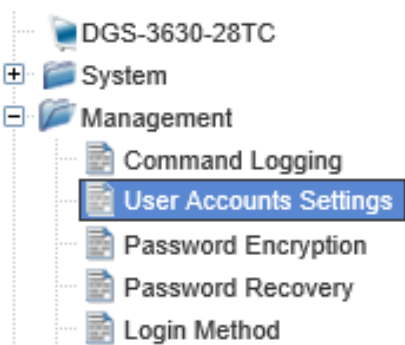 DGS-3630-28TC
System
Management
Command Logging
User Accounts Settings
Password Encryption
Password Recovery
Login Method